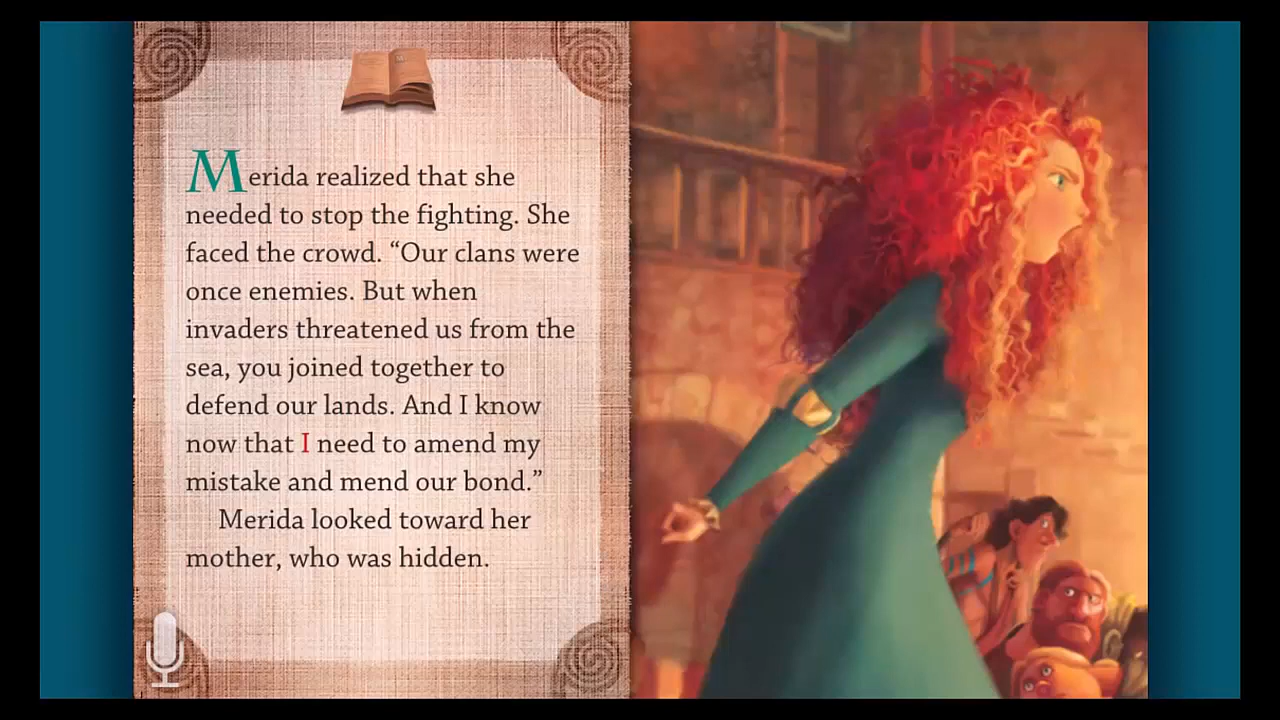 Merida realized that she
needed to stop the fighting. She
faced the crowd. “Our clans were
once enemies. But when
invaders threatened us from the
sea, you joined together to
defend our lands. And I know
now that I need to amend my
mistake and mend our bond.”
Merida looked toward her
mother, who was hidden.